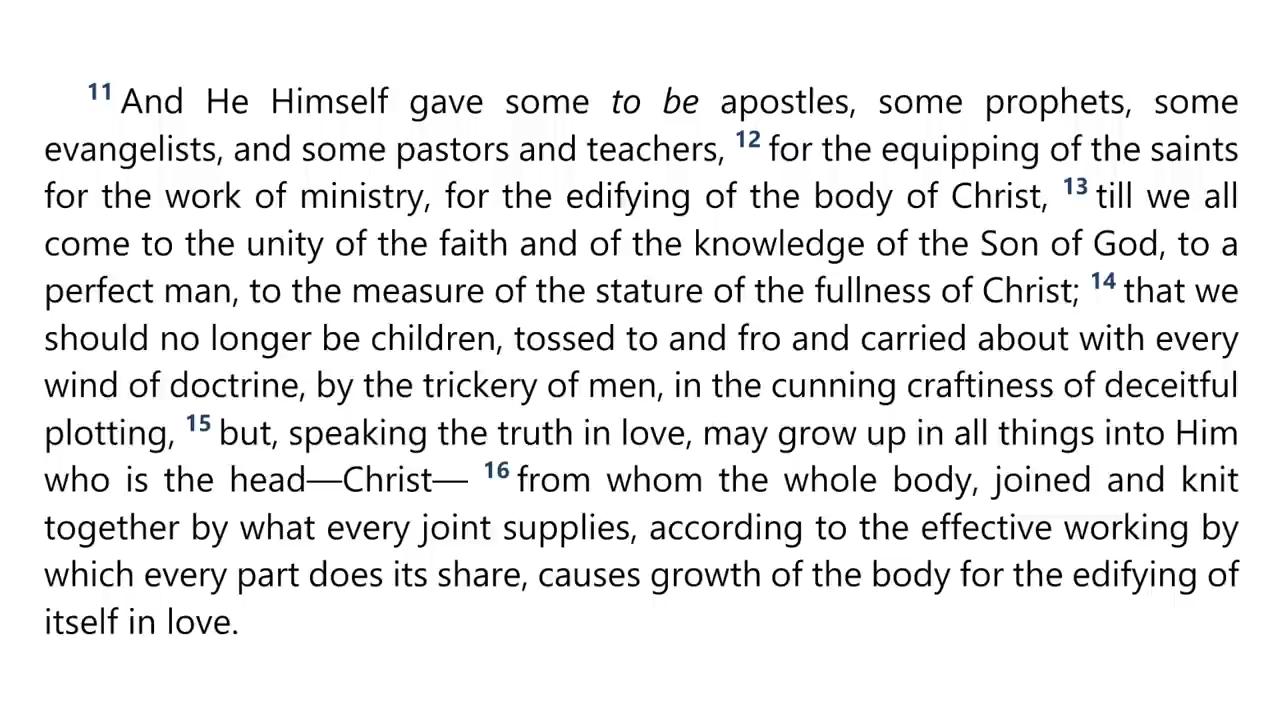 11 And He Himself gave some to be apostles, some prophets, some
evangelists, and some pastors and teachers, 12 for the equipping of the saints
for the work of ministry, for the edifying of the body of Christ, 13 till we all
come to the unity of the faith and of the knowledge of the Son of God, to a
perfect man, to the measure of the stature of the fullness of Christ; 14 that we
should no longer be children, tossed to and fro and carried about with every
wind of doctrine, by the trickery of men, in the cunning craftiness of deceitful
plotting, 15 but, speaking the truth in love, may grow up in all things into Him
who is the head—Christ— 16 from whom the whole body, joined and knit
together by what every joint supplies, according to the effective working by
which every part does its share, causes growth of the body for the edifying of
itself in love.